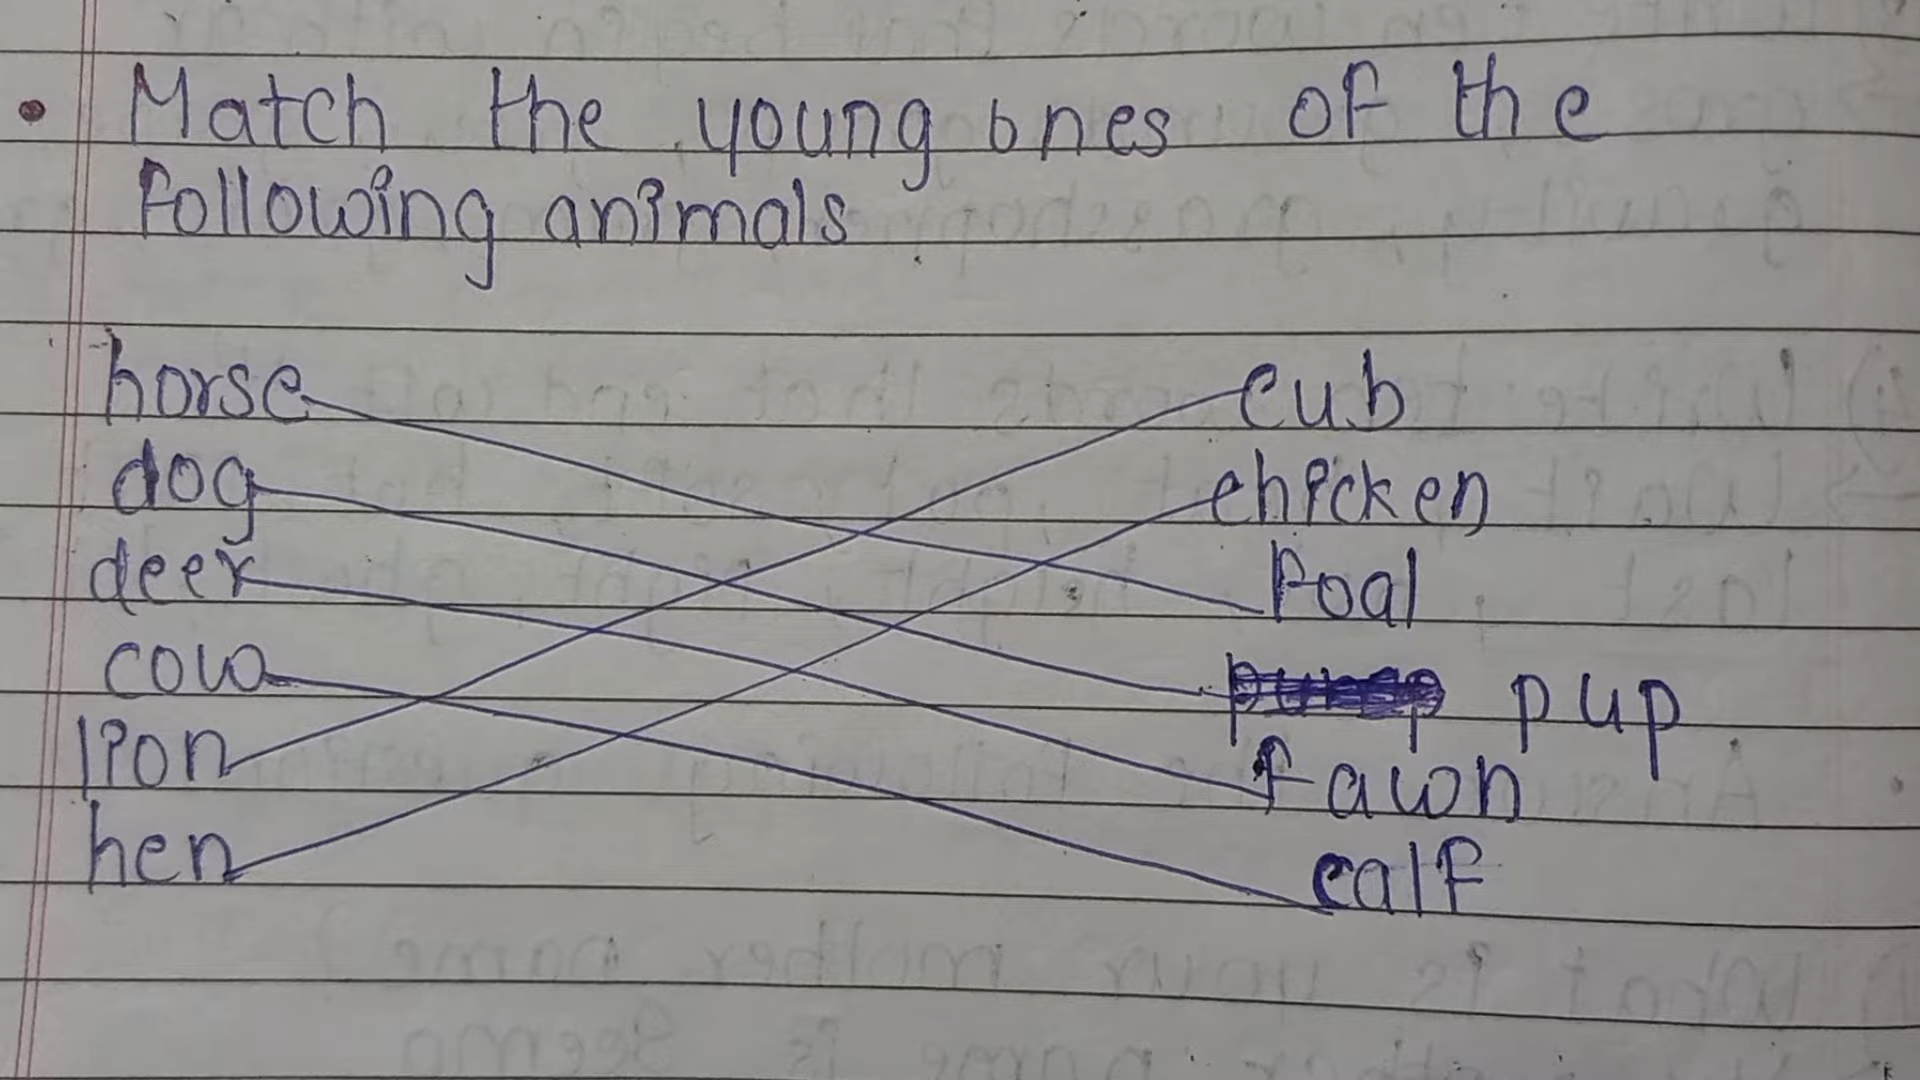 • Match the young ones of the
following animals
horse cub
dog chicken
deer foal
cow pup
lion fawn
hen calf